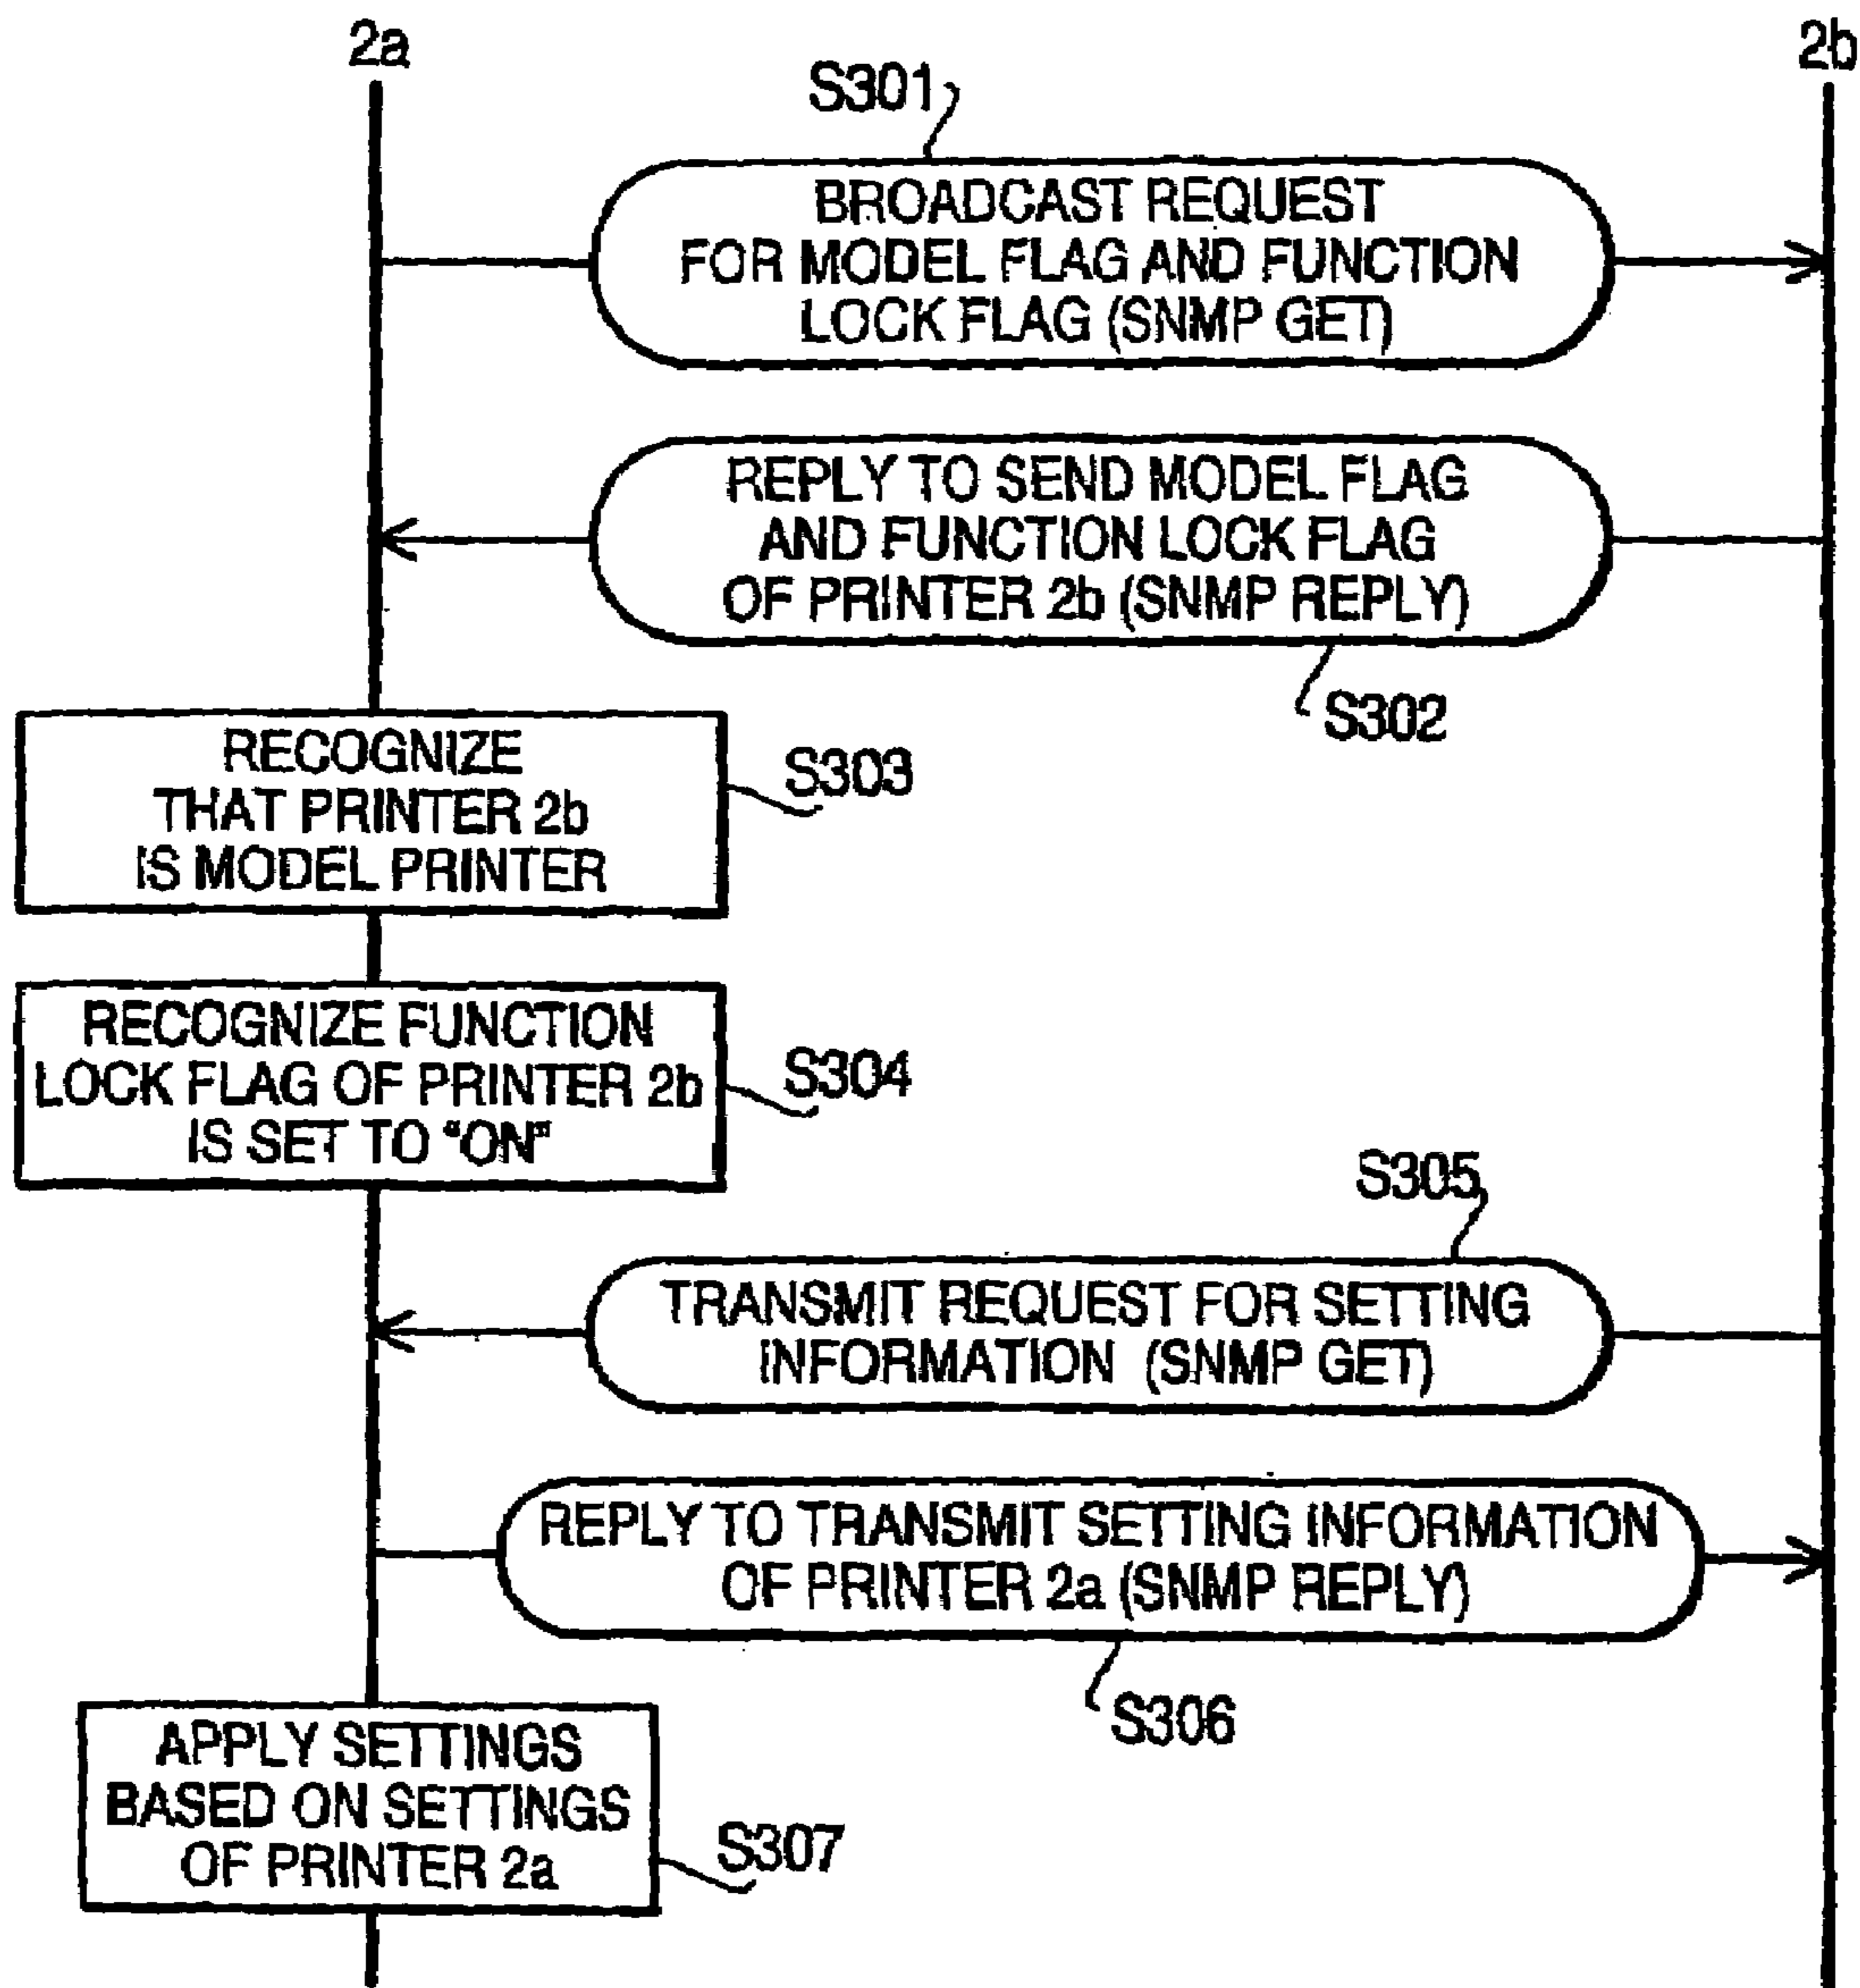 2a
2b
S301
BROADCAST REQUEST
FOR MODEL FLAG AND FUNCTION
LOCK FLAG (SNMP GET)
REPLY TO SEND MODEL FLAG
AND FUNCTION LOCK FLAG
OF PRINTER 2b (SNMP REPLY)
S302
RECOGNIZE
THAT PRINTER 2b
IS MODEL PRINTER
S303
RECOGNIZE FUNCTION
LOCK FLAG OF PRINTER 2b
IS SET TO "ON"
S304
S305
TRANSMIT REQUEST FOR SETTING
INFORMATION (SNMP GET)
REPLY TO TRANSMIT SETTING INFORMATION
OF PRINTER 2a (SNMP REPLY)
S306
APPLY SETTINGS
BASED ON SETTINGS
OF PRINTER 2a
S307